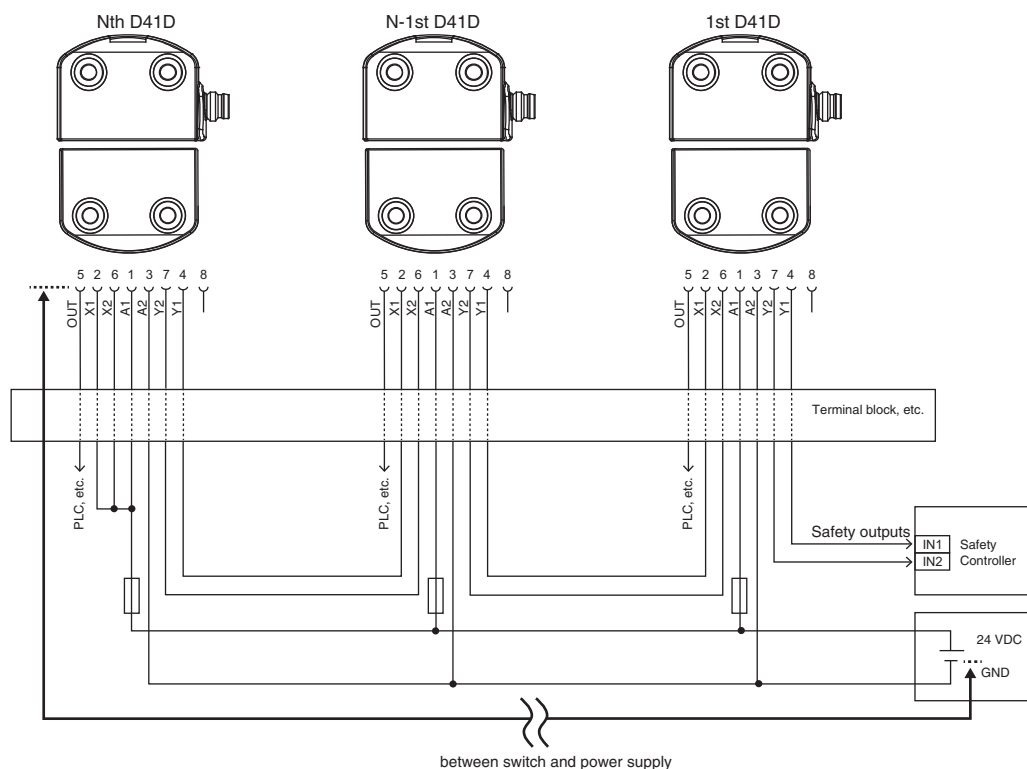 Nth D41D
N-1st D41D
1st D41D
5 2 6 1 3 7 4 8
5 2 6 1 3 7 4 8
5 2 6 1 3 7 4 8
OUT X1 X2 A1 A2 Y2 Y1
OUT X1 X2 A1 A2 Y2 Y1
OUT X1 X2 A1 A2 Y2 Y1
Terminal block, etc.
PLC, etc.
PLC, etc.
PLC, etc.
Safety outputs
IN1
IN2
Safety
Controller
24 VDC
GND
between switch and power supply